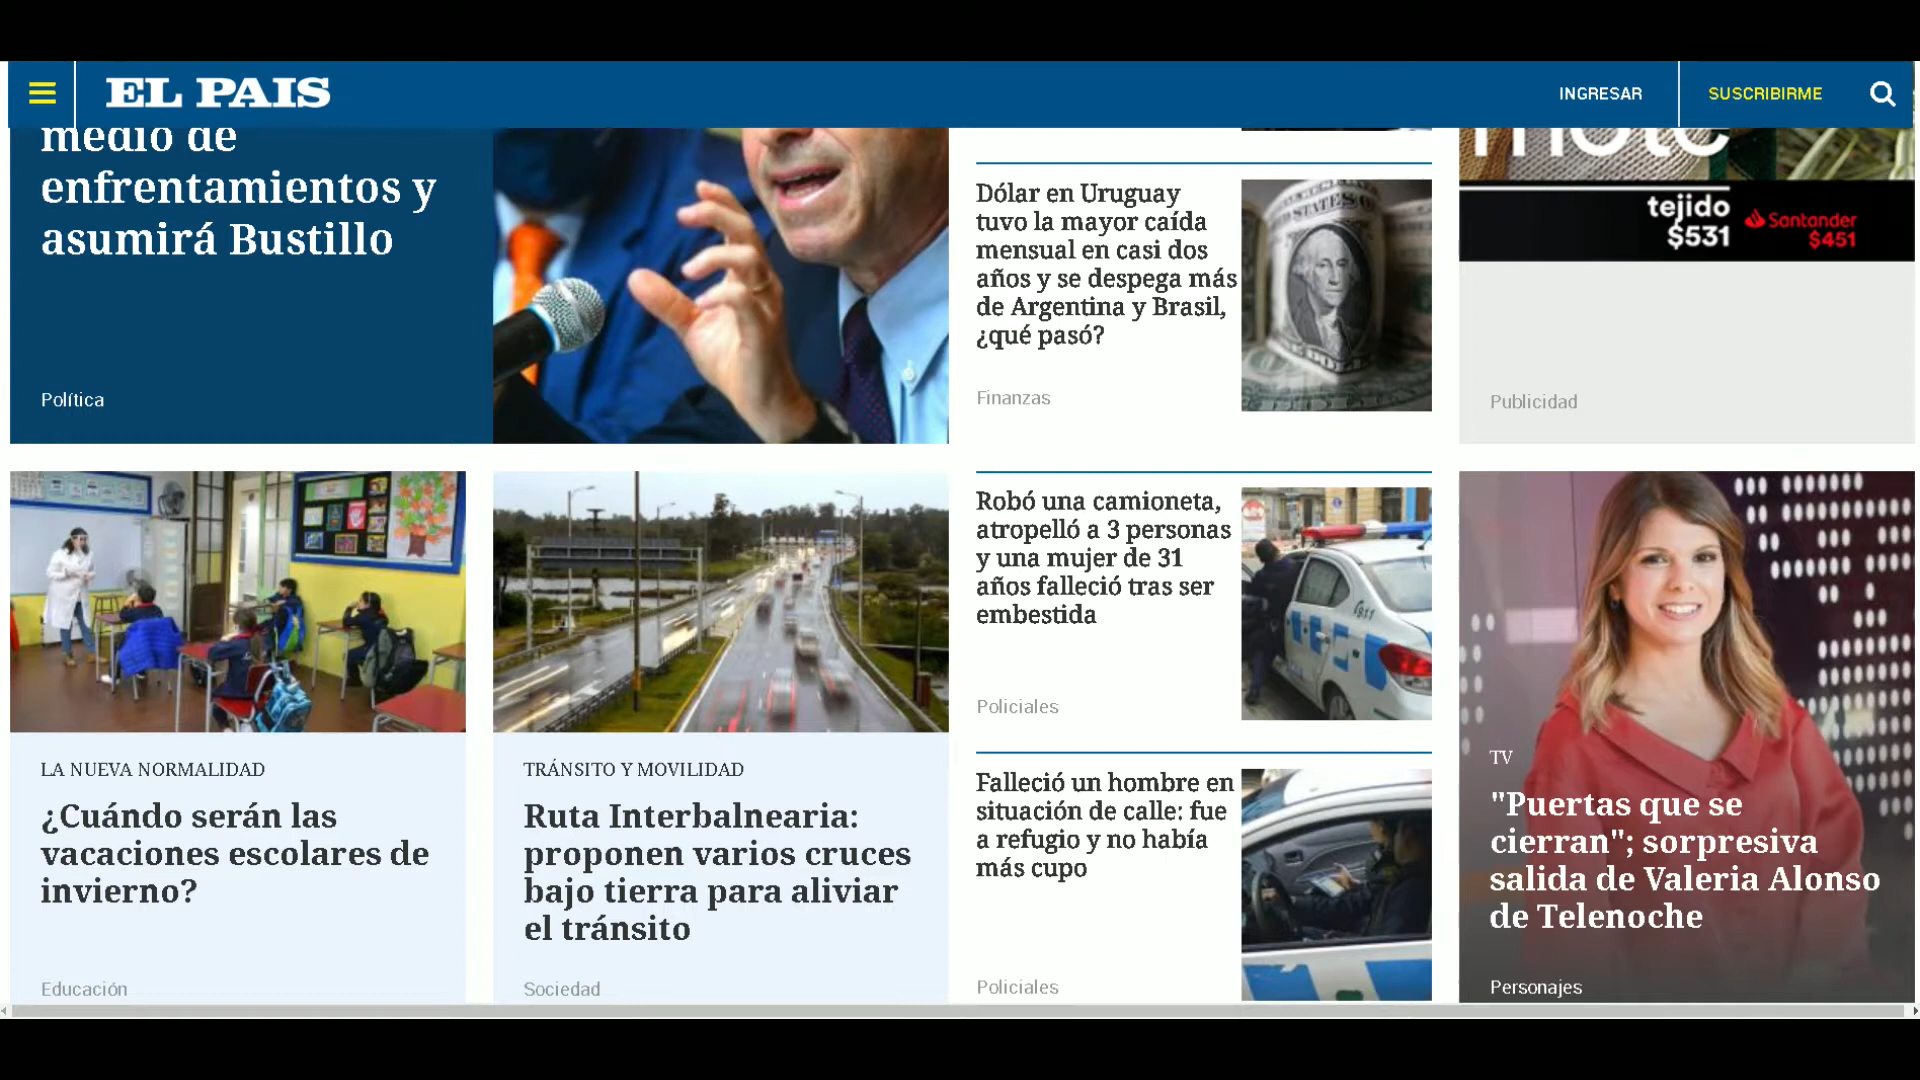 EL PAIS
INGRESAR
SUSCRIBIRME
medio de
enfrentamientos y
asumirá Bustillo
Política
Dólar en Uruguay
tuvo la mayor caída
mensual en casi dos
años y se despega más
de Argentina y Brasil,
¿qué pasó?
Finanzas
tejido
$531
Santander
$451
Publicidad
LA NUEVA NORMALIDAD
¿Cuándo serán las
vacaciones escolares de
invierno?
Educación
TRÁNSITO Y MOVILIDAD
Ruta Interbalnearia:
proponen varios cruces
bajo tierra para aliviar
el tránsito
Sociedad
Robó una camioneta,
atropelló a 3 personas
y una mujer de 31
años falleció tras ser
embestida
Policiales
Falleció un hombre en
situación de calle: fue
a refugio y no había
más cupo
Policiales
TV
"Puertas que se
cierran"; sorpresiva
salida de Valeria Alonso
de Telenoche
Personajes